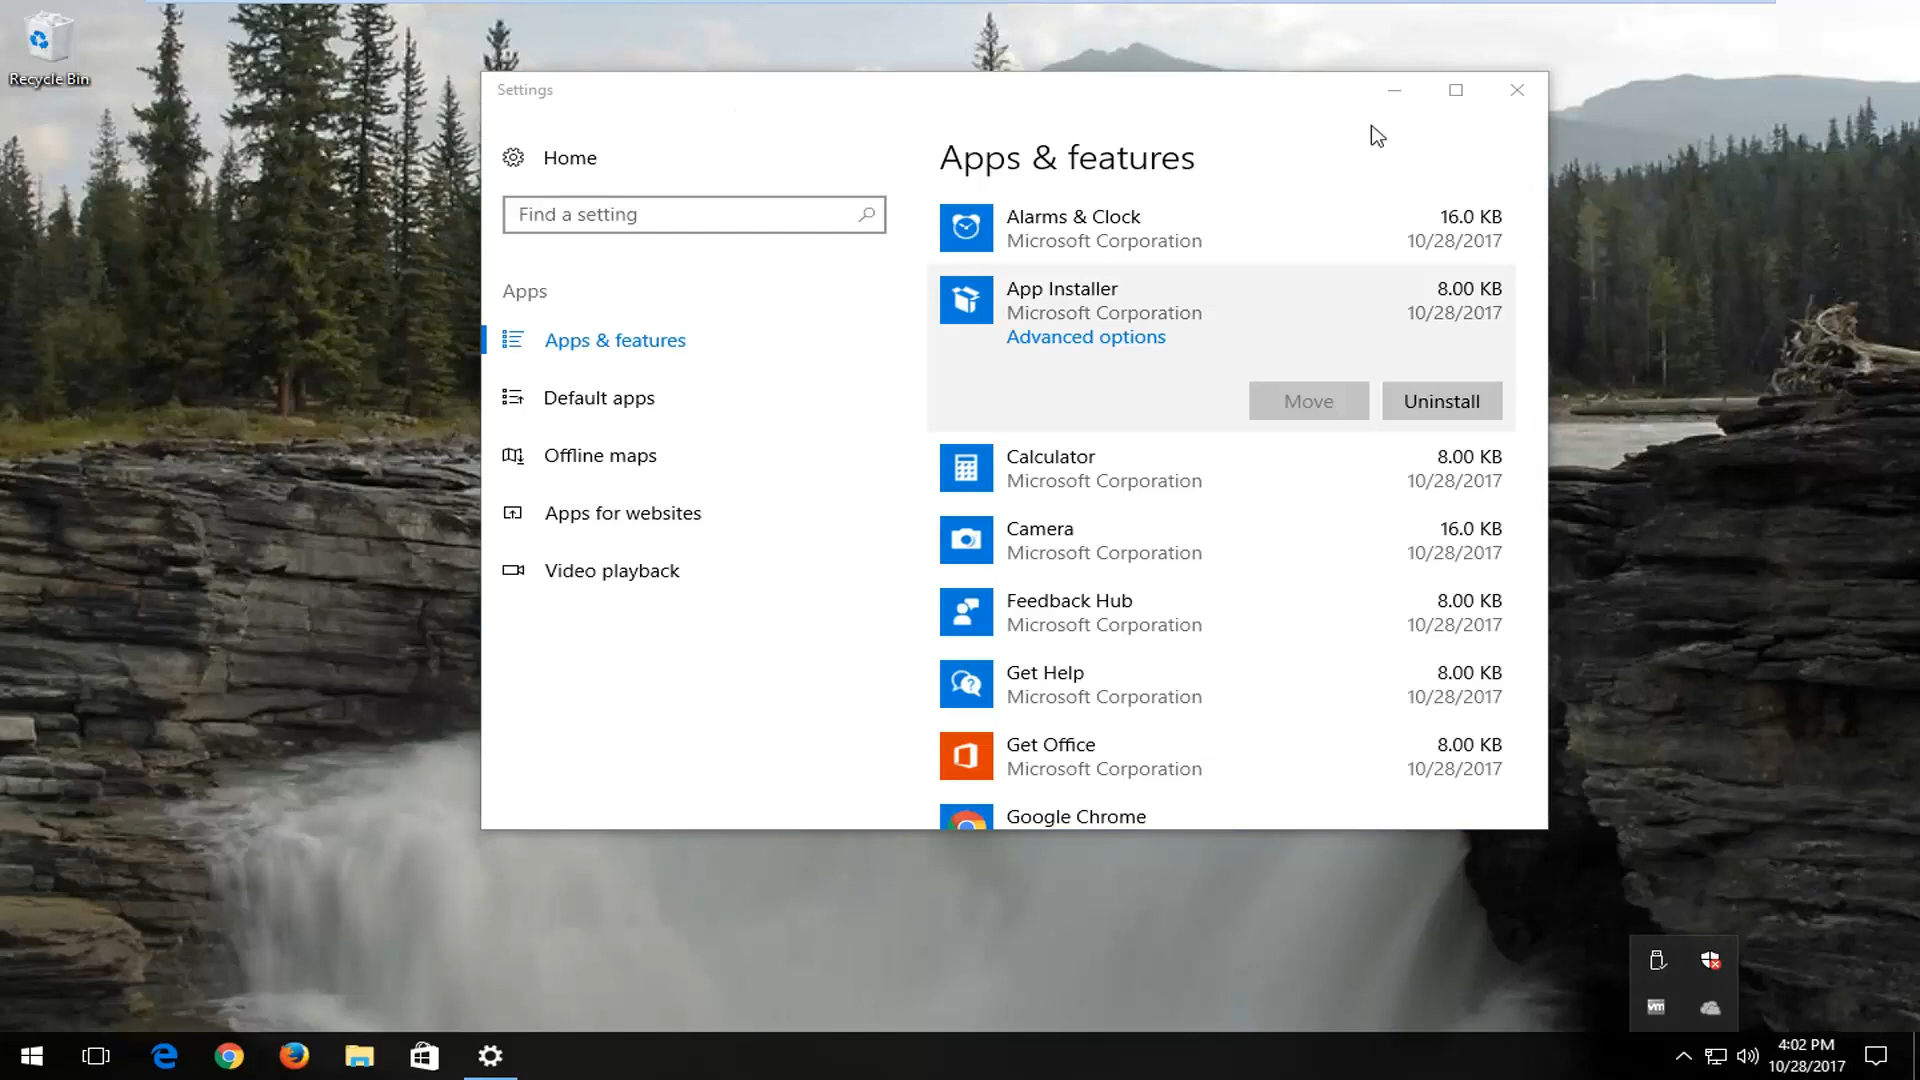 Recycle Bin
Settings
Home
Find a setting
Apps
Apps & features
Default apps
Offline maps
Apps for websites
Video playback
Apps & features
Alarms & Clock 16.0 KB
Microsoft Corporation 10/28/2017
App Installer 8.00 KB
Microsoft Corporation 10/28/2017
Advanced options
Move Uninstall
Calculator 8.00 KB
Microsoft Corporation 10/28/2017
Camera 16.0 KB
Microsoft Corporation 10/28/2017
Feedback Hub 8.00 KB
Microsoft Corporation 10/28/2017
Get Help 8.00 KB
Microsoft Corporation 10/28/2017
Get Office 8.00 KB
Microsoft Corporation 10/28/2017
Google Chrome
vm
4:02 PM
10/28/2017